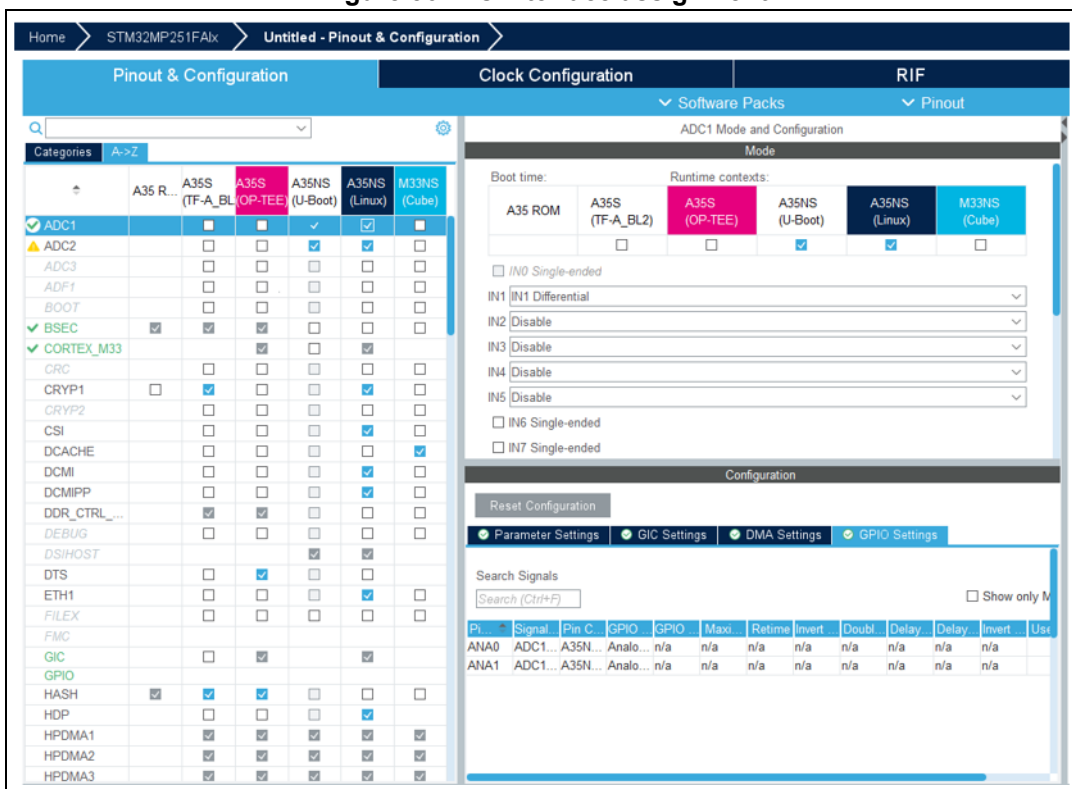 Home STM32MP251FAIx Untitled - Pinout & Configuration
Pinout & Configuration Clock Configuration RIF
Software Packs Pinout
Categories A->Z
A35 R... A35S (TF-A_BL A35S (OP-TEE) A35NS (U-Boot) A35NS (Linux) M33NS (Cube)
ADC1
ADC2
ADC3
ADF1
BOOT
BSEC
CORTEX_M33
CRC
CRYP1
CRYP2
CSI
DCACHE
DCMI
DCMIPP
DDR_CTRL_...
DEBUG
DSIHOST
DTS
ETH1
FILEX
FMC
GIC
GPIO
HASH
HDP
HPDMA1
HPDMA2
HPDMA3
ADC1 Mode and Configuration
Mode
Boot time: Runtime contexts:
A35 ROM A35S (TF-A_BL2) A35S (OP-TEE) A35NS (U-Boot) A35NS (Linux) M33NS (Cube)
IN0 Single-ended
IN1 IN1 Differential
IN2 Disable
IN3 Disable
IN4 Disable
IN5 Disable
IN6 Single-ended
IN7 Single-ended
Configuration
Reset Configuration
Parameter Settings GIC Settings DMA Settings GPIO Settings
Search Signals
Search (Ctrl+F) Show only M
Pi... Signal... Pin C... GPIO ... GPIO ... Maxi... Retime Invert ... Doubl... Delay... Delay... Invert ... Use
ANA0 ADC1... A35N... Analo... n/a n/a n/a n/a n/a n/a n/a n/a
ANA1 ADC1... A35N... Analo... n/a n/a n/a n/a n/a n/a n/a n/a